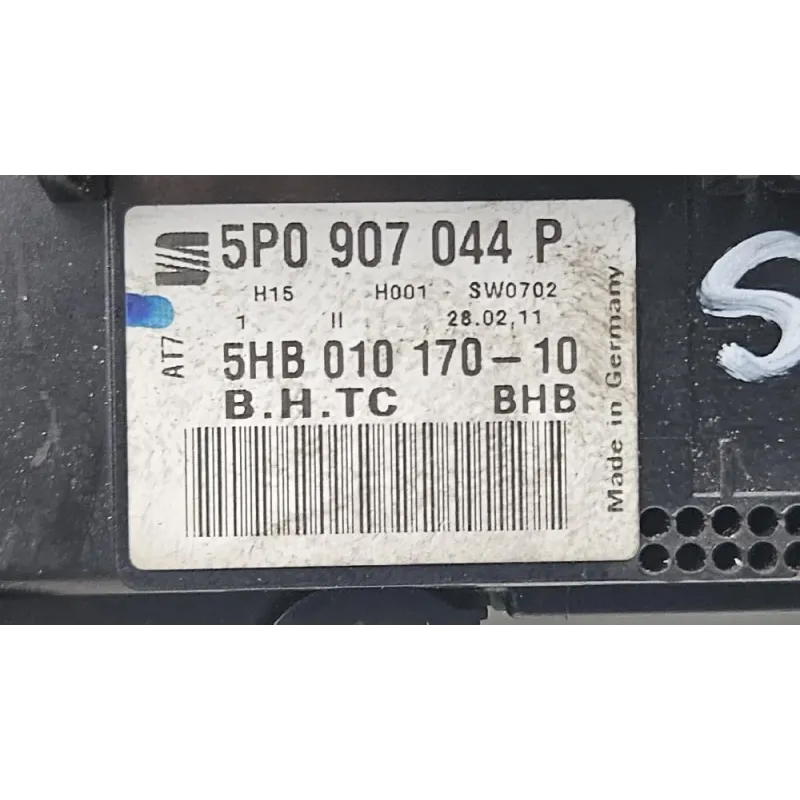 5P0 907 044 P
H15 H001 SW0702
1 II 28.02.11
AT7
5HB 010 170-10
B.H.TC BHB
Made in Germany
S